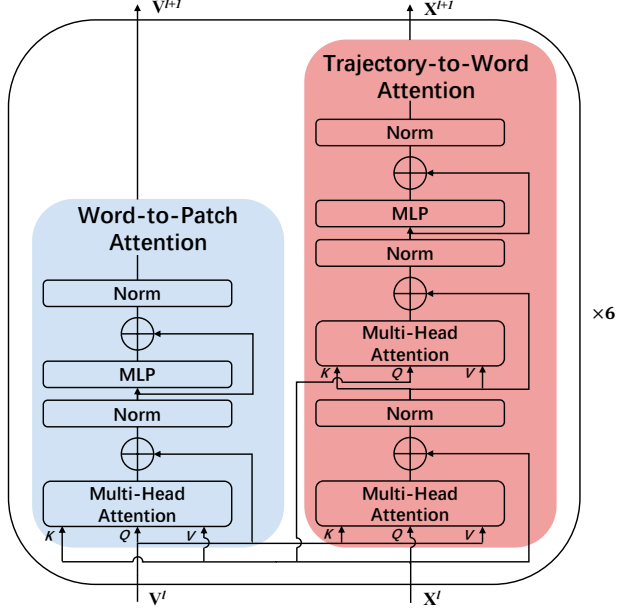 V^{l+1}
X^{l+1}
Trajectory-to-Word
Attention
Norm
MLP
Norm
Multi-Head
Attention
K
Q
V
Norm
Multi-Head
Attention
K
Q
V
Word-to-Patch
Attention
Norm
MLP
Norm
Multi-Head
Attention
K
Q
V
×6
V^l
X^l